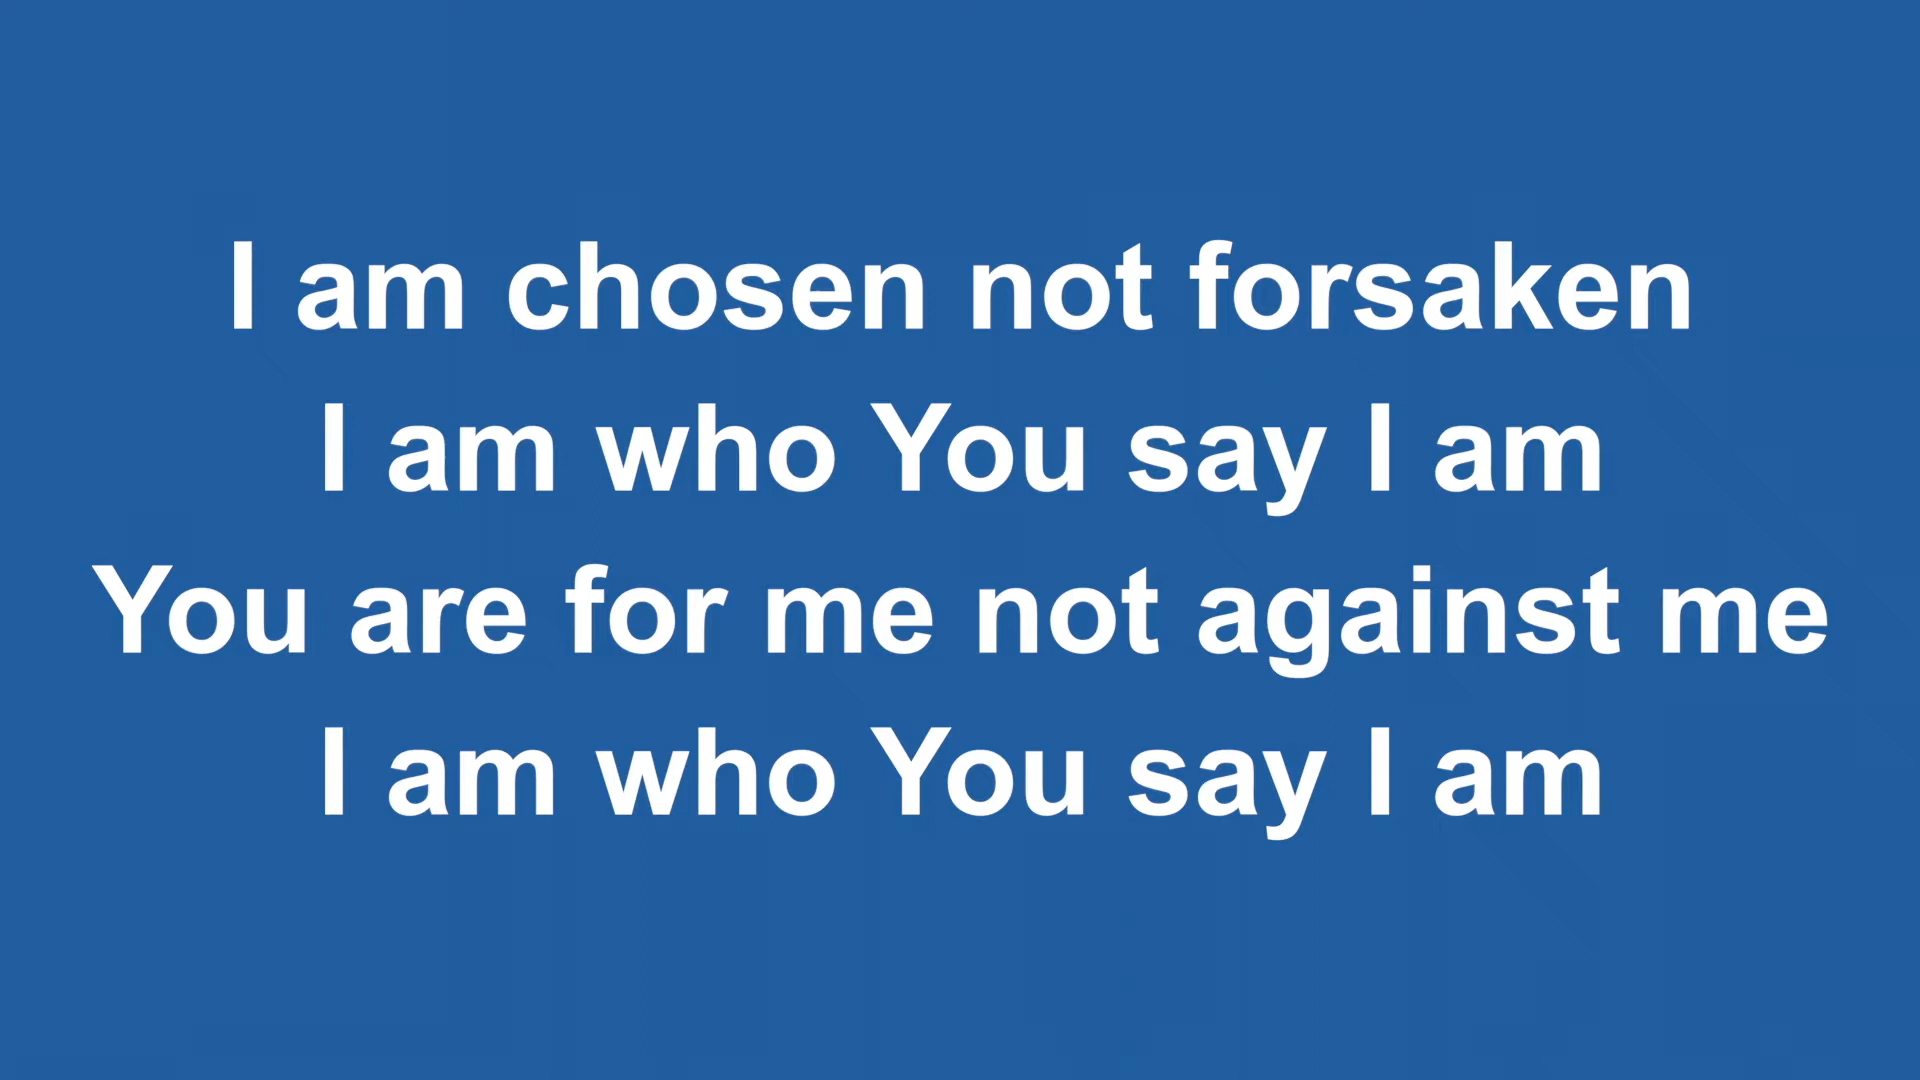 I am chosen not forsaken
I am who You say I am
You are for me not against me
I am who You say I am